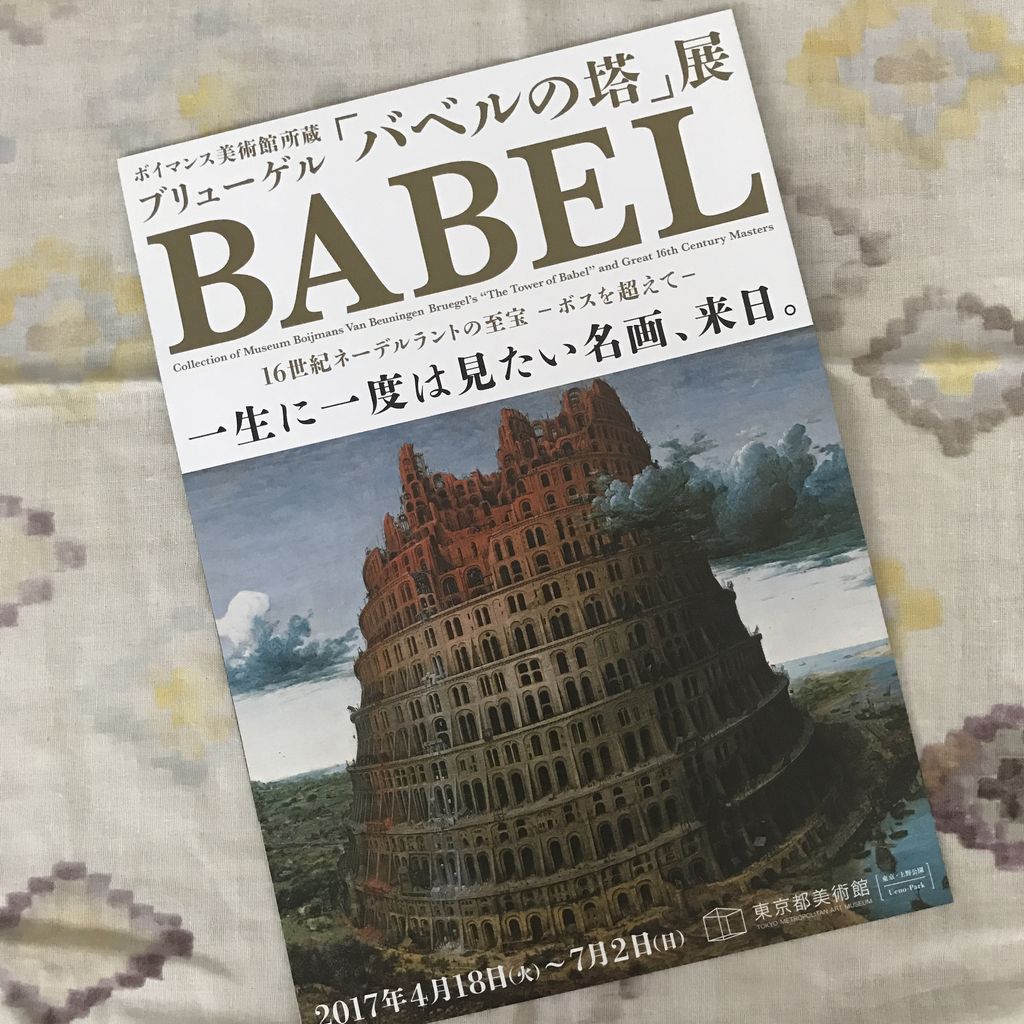 ボイマンス美術館所蔵
ブリューゲル「バベルの塔」展
BABEL
Collection of Museum Boijmans Van Beuningen Bruegel's “The Tower of Babel” and Great 16th Century Masters
16世紀ネーデルラントの至宝 −ボスを超えて−
一生に一度は見たい名画、来日。
東京都美術館
TOKYO METROPOLITAN ART MUSEUM
東京・上野公園
Ueno-Park
2017年4月18日(火)～7月2日(日)